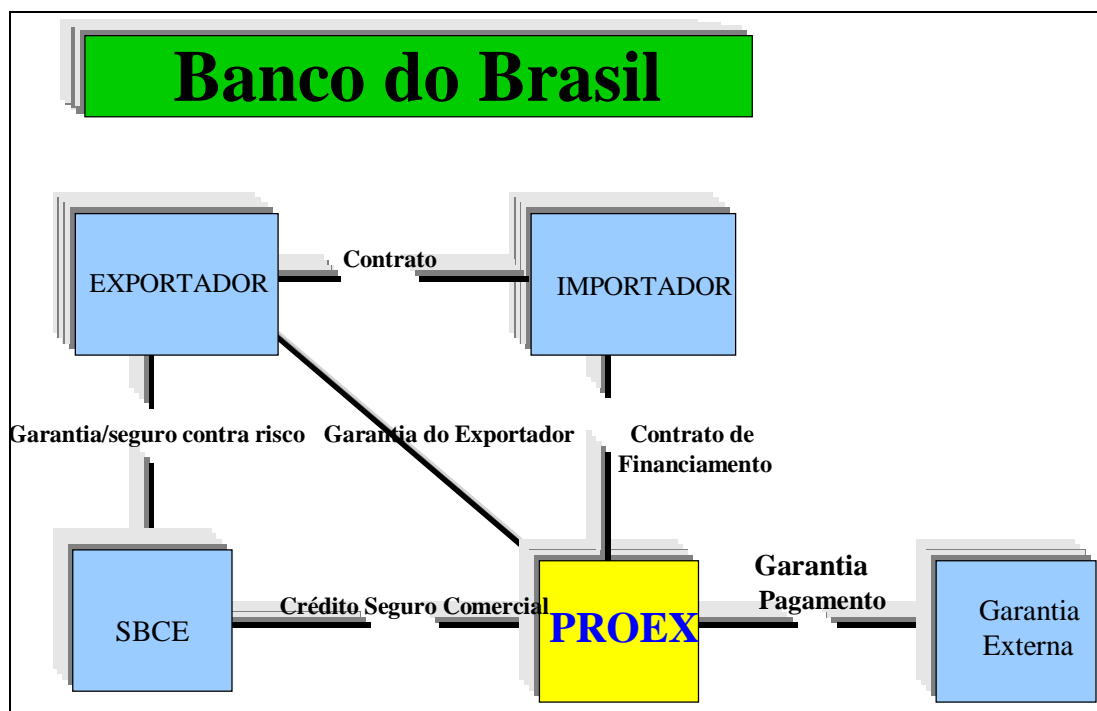 Banco do Brasil
Contrato
EXPORTADOR
IMPORTADOR
Garantia/seguro contra risco
Garantia do Exportador
Contrato de
Financiamento
Garantia
Pagamento
Crédito Seguro Comercial
SBCE
PROEX
Garantia
Externa